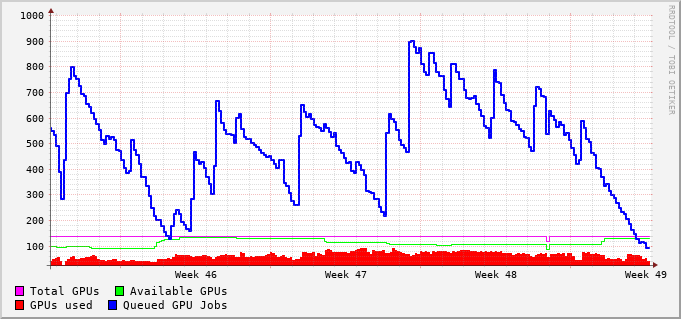 1000
900
800
700
600
500
400
300
200
100
Week 46 Week 47 Week 48 Week 49
Total GPUs Available GPUs
GPUs used Queued GPU Jobs
RRDTOOL / TOBI OETIKER